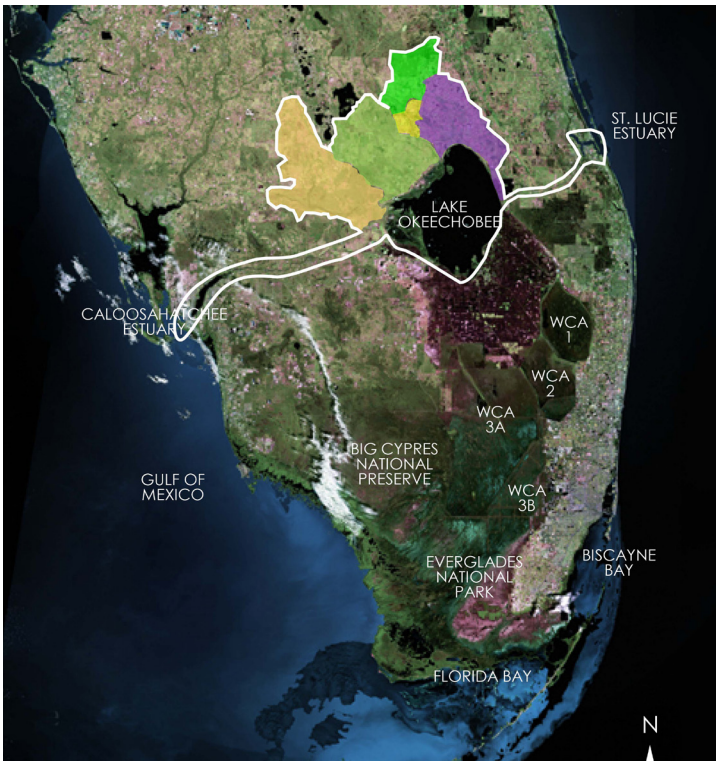 ST. LUCIE
ESTUARY
LAKE
OKEECHOBEE
CALOOSAHATCHEE
ESTUARY
WCA
1
WCA
2
WCA
3A
BIG CYPRES
NATIONAL
PRESERVE
GULF OF
MEXICO
WCA
3B
BISCAYNE
BAY
EVERGLADES
NATIONAL
PARK
FLORIDA BAY
N